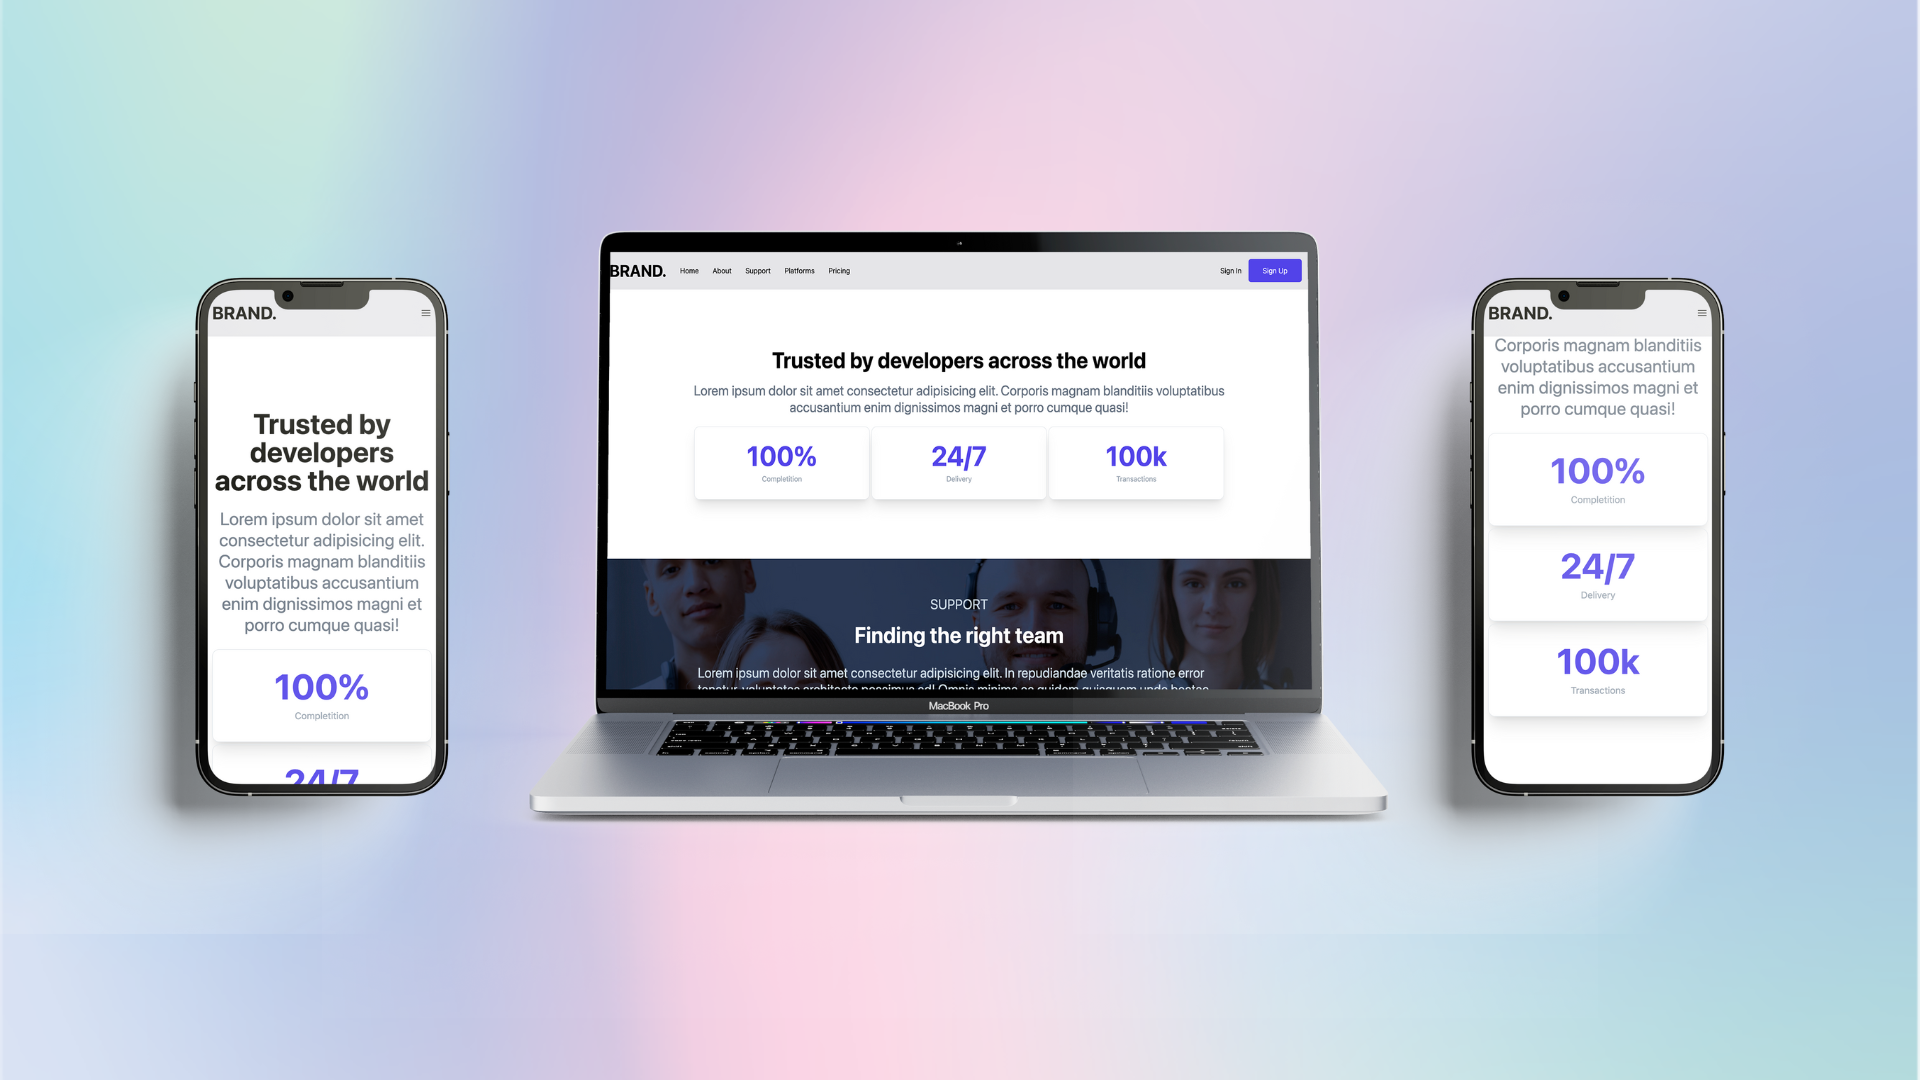 BRAND.
Trusted by
developers
across the world
Lorem ipsum dolor sit amet
consectetur adipisicing elit.
Corporis magnam blanditiis
voluptatibus accusantium
enim dignissimos magni et
porro cumque quasi!
100%
Completition
24/7
BRAND. Home About Support Platforms Pricing Sign In Sign Up
Trusted by developers across the world
Lorem ipsum dolor sit amet consectetur adipisicing elit. Corporis magnam blanditiis voluptatibus
accusantium enim dignissimos magni et porro cumque quasi!
100% 24/7 100k
Completition Delivery Transactions
SUPPORT
Finding the right team
Lorem ipsum dolor sit amet consectetur adipisicing elit. In repudiandae veritatis ratione error
MacBook Pro
BRAND.
Corporis magnam blanditiis
voluptatibus accusantium
enim dignissimos magni et
porro cumque quasi!
100%
Completition
24/7
Delivery
100k
Transactions